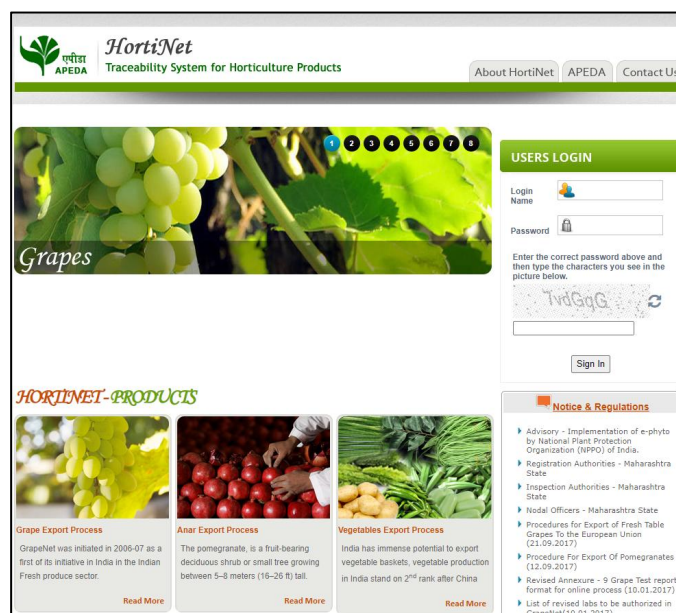 एपीडा
APEDA
HortiNet
Traceability System for Horticulture Products
About HortiNet
APEDA
Contact Us
1 2 3 4 5 6 7 8
Grapes
USERS LOGIN
Login
Name
Password
Enter the correct password above and
then type the characters you see in the
picture below.
TvdGqG
Sign In
HORTINET-PRODUCTS
Grape Export Process
GrapeNet was initiated in 2006-07 as a
first of its initiative in India in the Indian
Fresh produce sector.
Read More
Anar Export Process
The pomegranate, is a fruit-bearing
deciduous shrub or small tree growing
between 5–8 meters (16–26 ft) tall.
Read More
Vegetables Export Process
India has immense potential to export
vegetable baskets, vegetable production
in India stand on 2nd rank after China
Read More
Notice & Regulations
Advisory - Implementation of e-phyto
by National Plant Protection
Organization (NPPO) of India.
Registration Authorities - Maharashtra
State
Inspection Authorities - Maharashtra
State
Nodal Officers - Maharashtra State
Procedures for Export of Fresh Table
Grapes To the European Union
(21.09.2017)
Procedure For Export Of Pomegranates
(12.09.2017)
Revised Annexure - 9 Grape Test report
format for online process (10.01.2017)
List of revised labs to be authorized in
GrapeNet(10.01.2017)